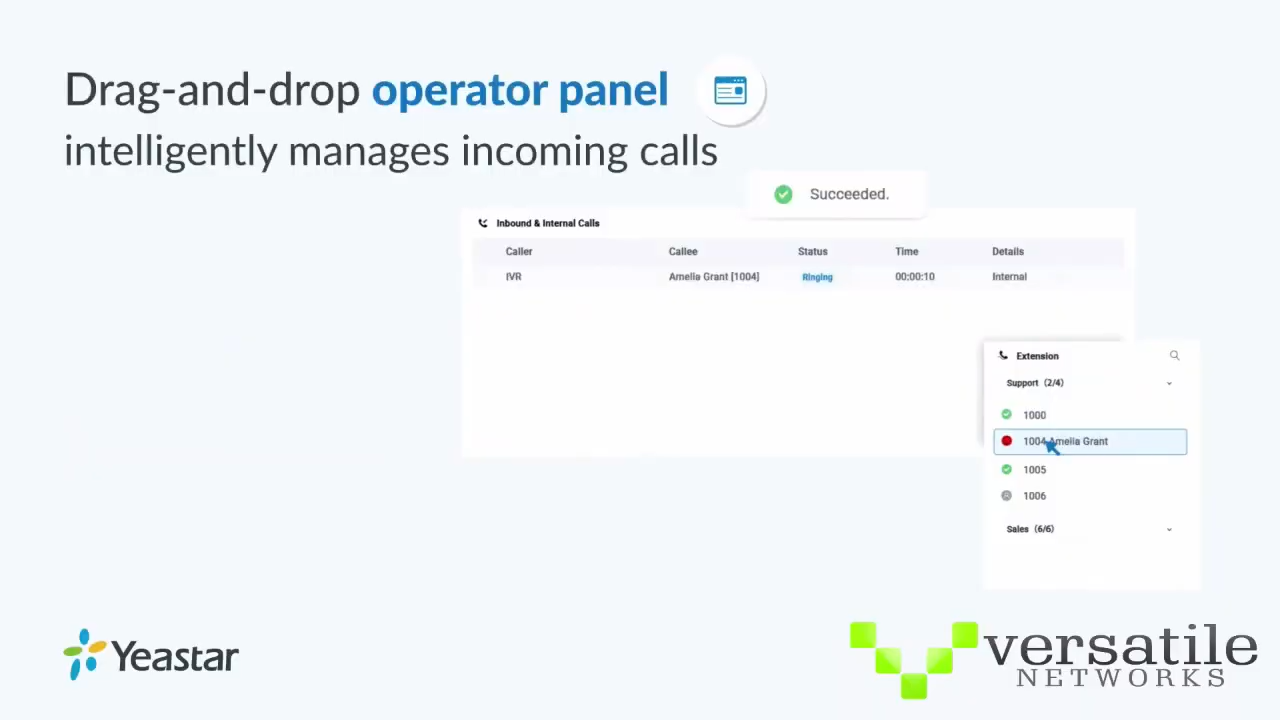 Drag-and-drop operator panel
intelligently manages incoming calls
Succeeded.
Inbound & Internal Calls
Caller Callee Status Time Details
IVR Amelia Grant [1004] Ringing 00:00:10 Internal
Extension
Support (2/4)
1000
1004 Amelia Grant
1005
1006
Sales (6/6)
Yeastar
versatile
NETWORKS